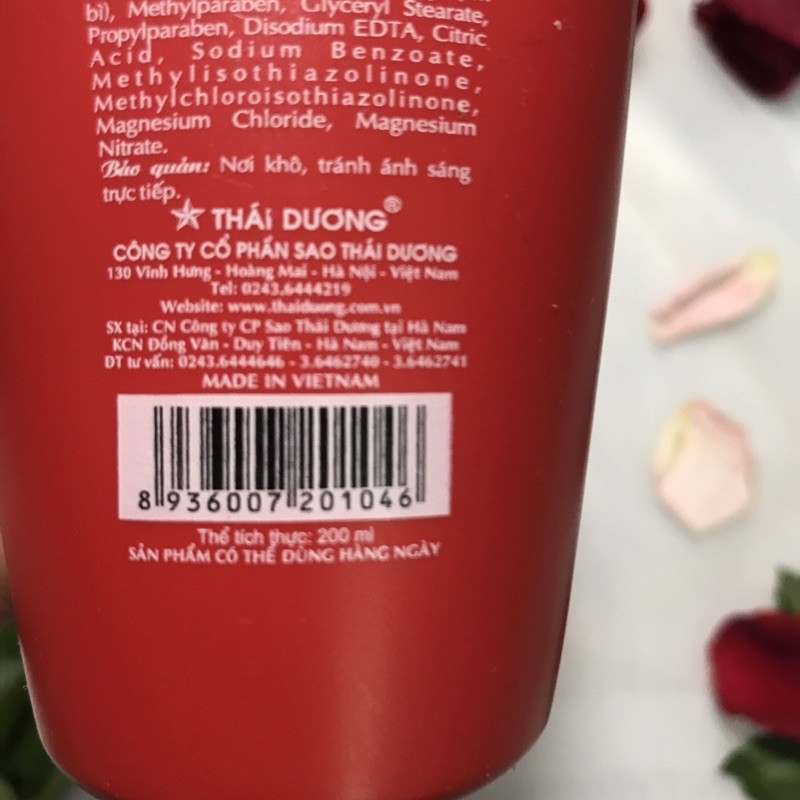 bì), Methylparaben, Glyceryl Stearate,
Propylparaben, Disodium EDTA, Citric
Acid, Sodium Benzoate,
Methylisothiazolinone,
Methylchloroisothiazolinone,
Magnesium Chloride, Magnesium
Nitrate.
Bảo quản: Nơi khô, tránh ánh sáng
trực tiếp.
THÁI DƯƠNG®
CÔNG TY CỔ PHẦN SAO THÁI DƯƠNG
130 Vĩnh Hưng - Hoàng Mai - Hà Nội - Việt Nam
Tel: 0243.6444219
Website: www.thaiduong.com.vn
SX tại: CN Công ty CP Sao Thái Dương tại Hà Nam
KCN Đồng Văn - Duy Tiên - Hà Nam - Việt Nam
ĐT tư vấn: 0243.6444646 - 3.6462740 - 3.6462741
MADE IN VIETNAM
8 936007 201046
Thể tích thực: 200 ml
SẢN PHẨM CÓ THỂ DÙNG HÀNG NGÀY